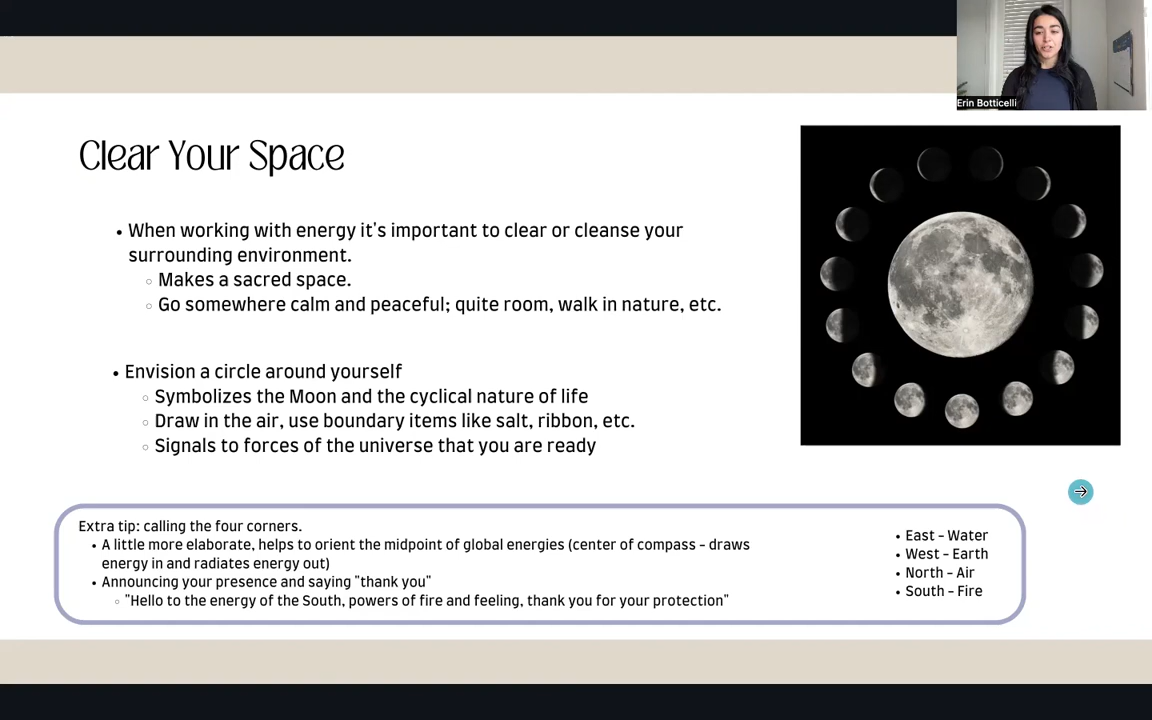 Erin Botticelli
Clear Your Space
• When working with energy it's important to clear or cleanse your
surrounding environment.
○ Makes a sacred space.
○ Go somewhere calm and peaceful; quite room, walk in nature, etc.
• Envision a circle around yourself
○ Symbolizes the Moon and the cyclical nature of life
○ Draw in the air, use boundary items like salt, ribbon, etc.
○ Signals to forces of the universe that you are ready
Extra tip: calling the four corners.
• A little more elaborate, helps to orient the midpoint of global energies (center of compass - draws
energy in and radiates energy out)
• Announcing your presence and saying "thank you"
○ "Hello to the energy of the South, powers of fire and feeling, thank you for your protection"
• East - Water
• West - Earth
• North - Air
• South - Fire